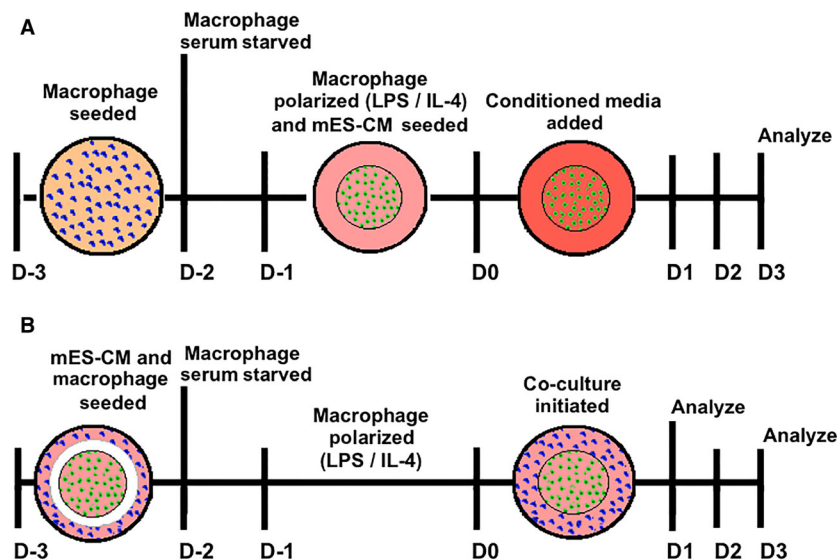 A
Macrophage
serum starved
Macrophage
seeded
Macrophage
polarized (LPS / IL-4)
and mES-CM seeded
Conditioned media
added
Analyze
D-3
D-2
D-1
D0
D1
D2
D3
B
mES-CM and
macrophage
seeded
Macrophage
serum starved
Macrophage
polarized
(LPS / IL-4)
Co-culture
initiated
Analyze
Analyze
D-3
D-2
D-1
D0
D1
D2
D3